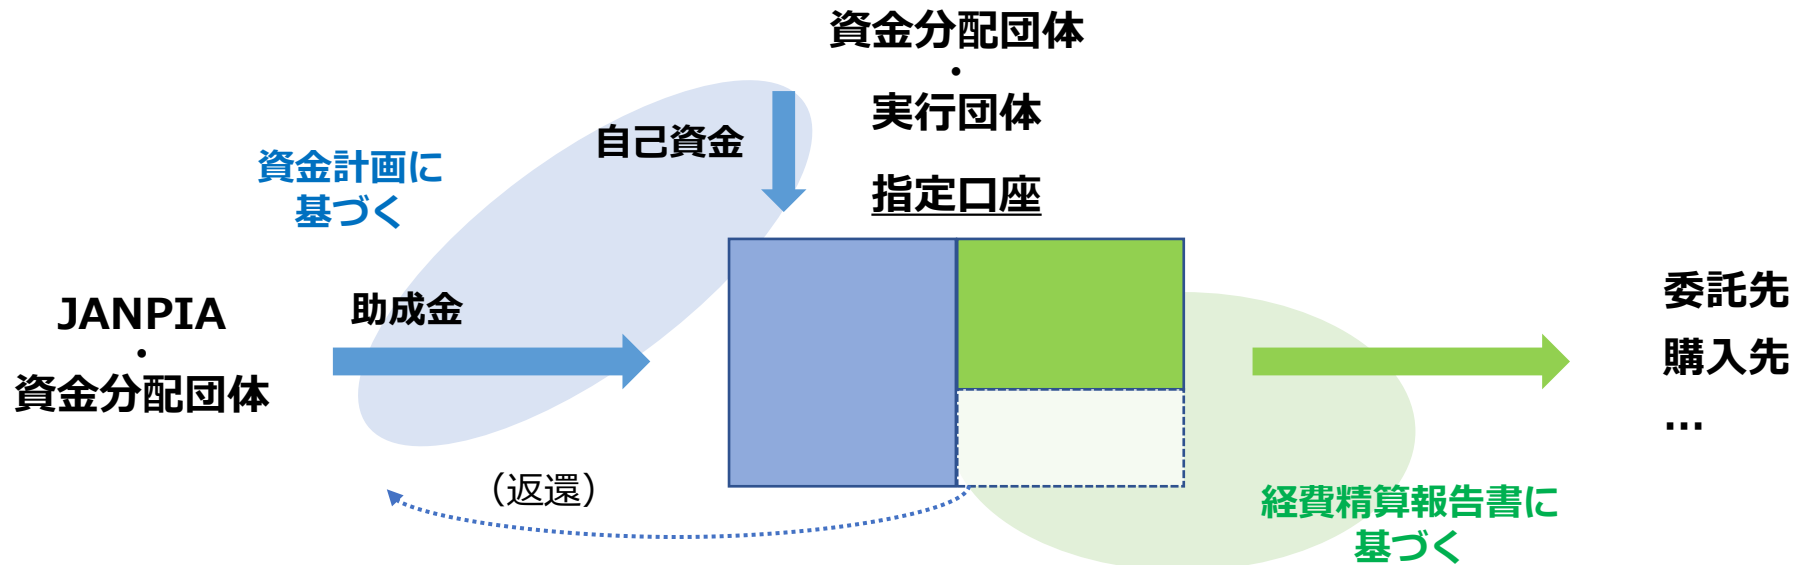 資金分配団体
・
実行団体
指定口座
自己資金
資金計画に
基づく
助成金
JANPIA
・
資金分配団体
（返還）
委託先
購入先
…
経費精算報告書に
基づく